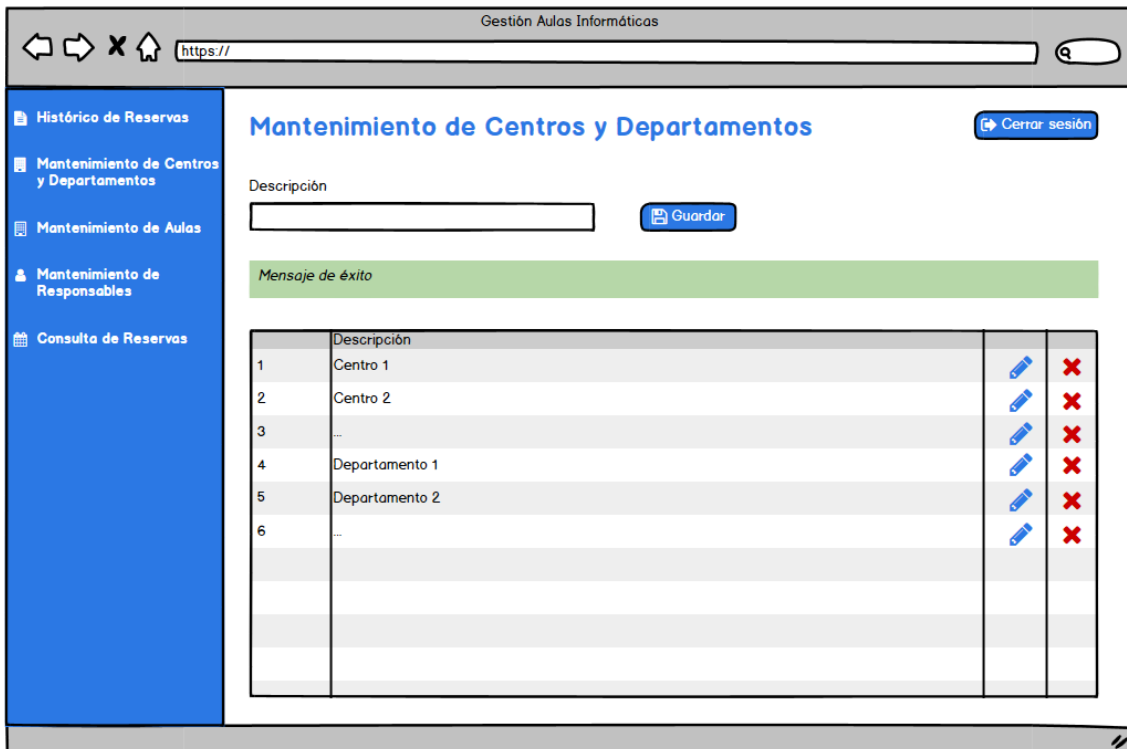 Gestión Aulas Informáticas
https://
Histórico de Reservas
Mantenimiento de Centros
y Departamentos
Mantenimiento de Aulas
Mantenimiento de
Responsables
Consulta de Reservas
Mantenimiento de Centros y Departamentos
Cerrar sesión
Descripción
Guardar
Mensaje de éxito
Descripción
1 Centro 1
2 Centro 2
3 ...
4 Departamento 1
5 Departamento 2
6 ...